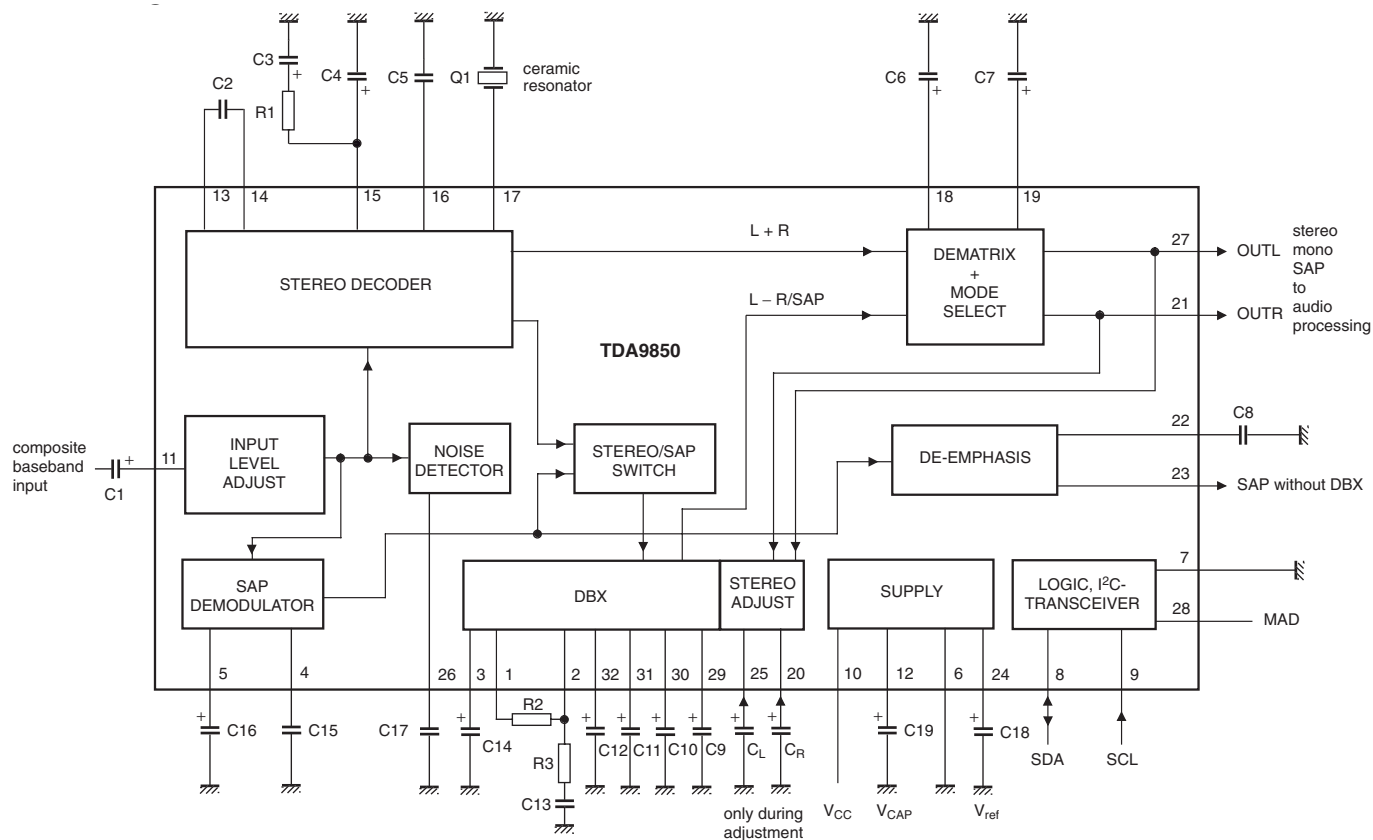 C3
+
R1
C4
+
C5
Q1
ceramic
resonator
C6
+
C7
+
C2
13
14
15
16
17
18
19
STEREO DECODER
L + R
L – R/SAP
DEMATRIX
+
MODE
SELECT
27
OUTL
21
OUTR
stereo
mono
SAP
to
audio
processing
TDA9850
composite
baseband
input
+
C1
11
INPUT
LEVEL
ADJUST
NOISE
DETECTOR
STEREO/SAP
SWITCH
DE-EMPHASIS
22
C8
23
SAP without DBX
SAP
DEMODULATOR
DBX
STEREO
ADJUST
SUPPLY
LOGIC, I²C-
TRANSCEIVER
7
28
MAD
5
4
26
3
1
2
32
31
30
29
25
20
10
12
6
24
8
9
+
C16
C15
C17
+
C14
R2
R3
C13
+
C12
+
C11
+
C10
+
C9
+
CL
+
CR
only during
adjustment
VCC
+
C19
VCAP
+
C18
Vref
SDA
SCL